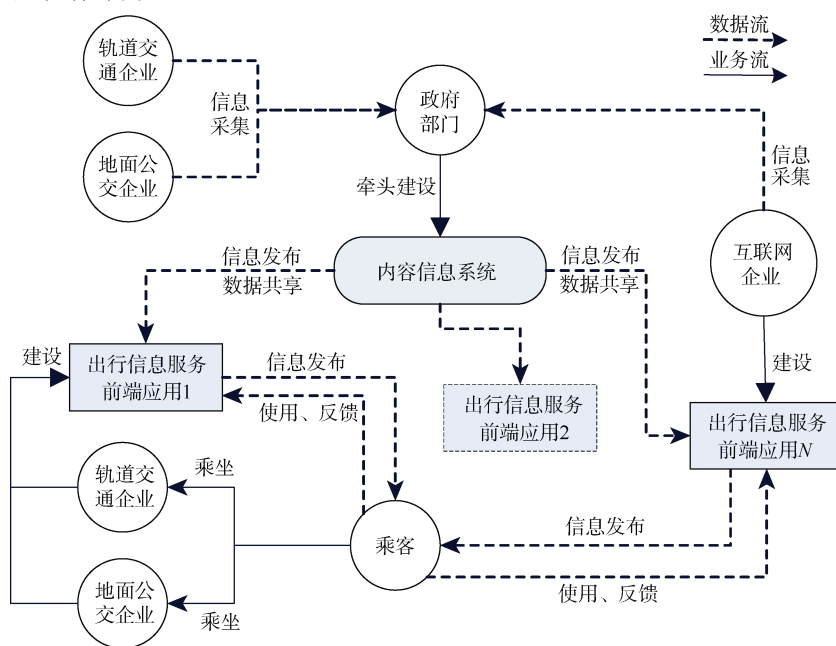 轨道交
通企业
地面公
交企业
信息
采集
政府
部门
数据流
业务流
信息
采集
牵头建设
互联网
企业
信息发布
数据共享
内容信息系统
信息发布
数据共享
建设
出行信息服务
前端应用1
信息发布
使用、反馈
出行信息服务
前端应用2
建设
出行信息服务
前端应用N
轨道交
通企业
乘坐
乘客
信息发布
使用、反馈
地面公
交企业
乘坐